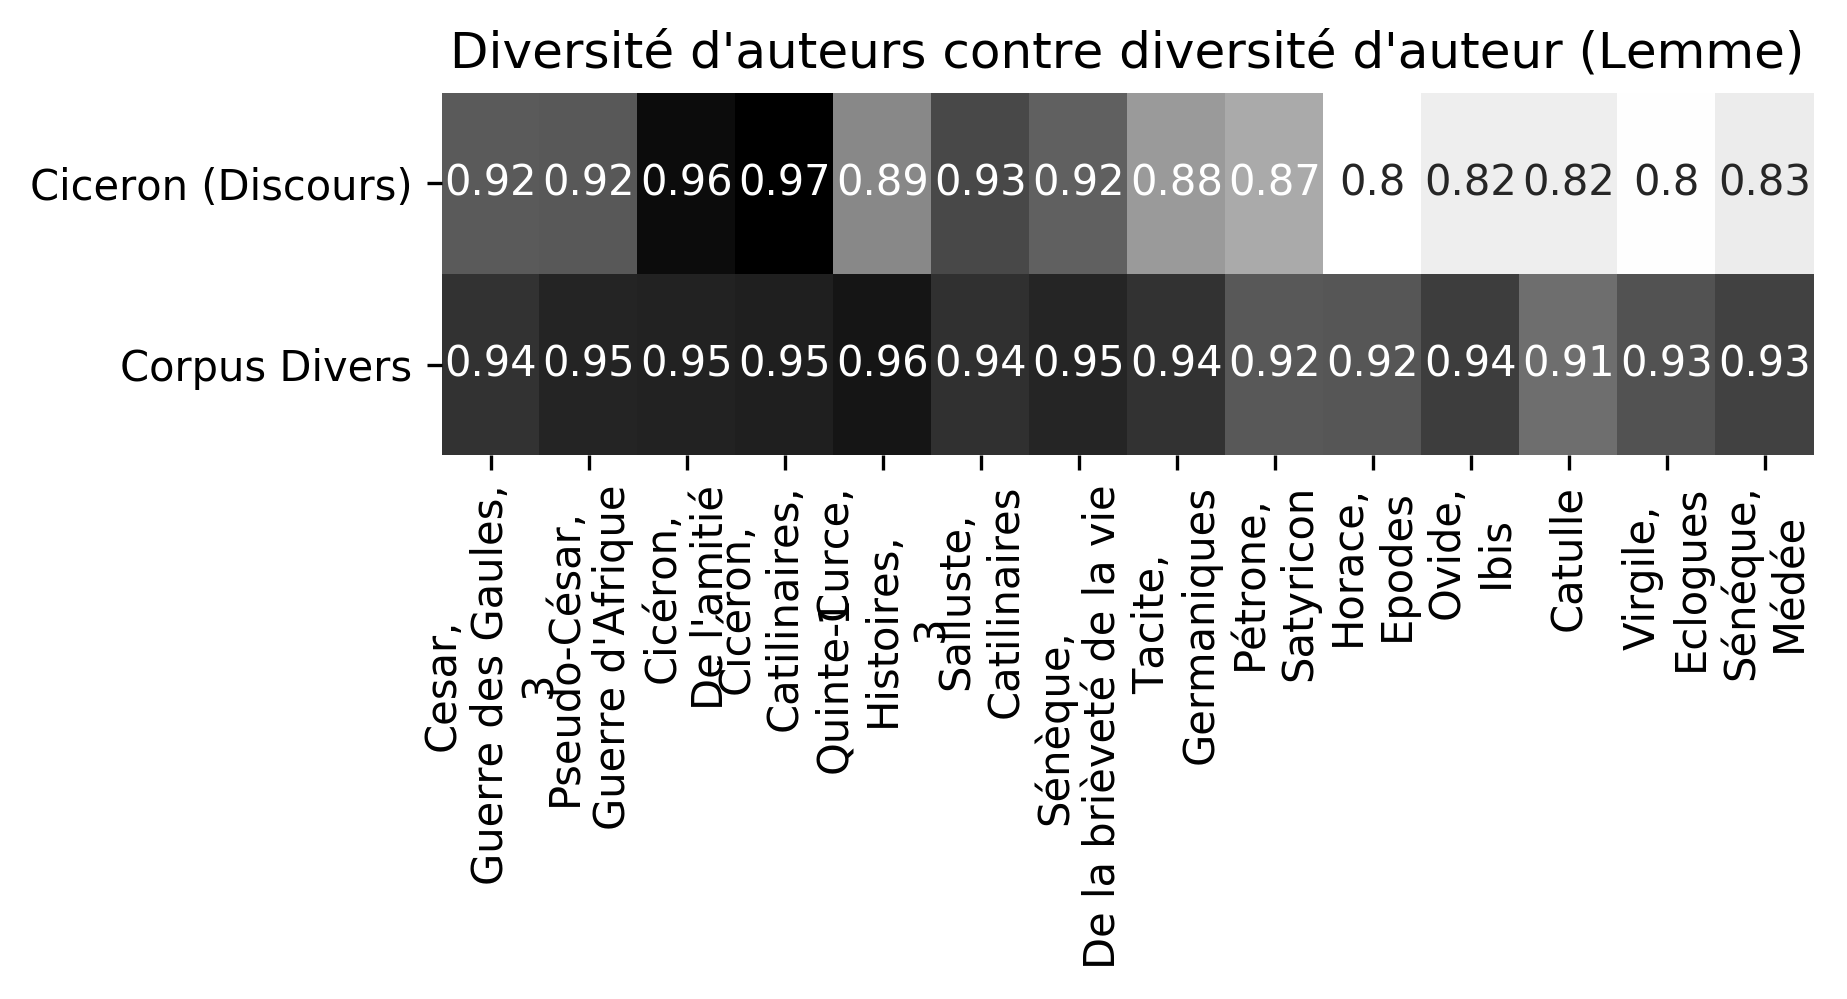 Diversité d'auteurs contre diversité d'auteur (Lemme)
Ciceron (Discours)
0.92 0.92 0.96 0.97 0.89 0.93 0.92 0.88 0.87 0.8 0.82 0.82 0.8 0.83
Corpus Divers
0.94 0.95 0.95 0.95 0.96 0.94 0.95 0.94 0.92 0.92 0.94 0.91 0.93 0.93
Cesar,
Guerre des Gaules,
3
Pseudo-César,
Guerre d'Afrique
Cicéron,
De l'amitié
Cicéron,
Catilinaires,
1
Quinte-Curce,
Histoires,
3
Salluste,
Catilinaires
Sénèque,
De la brièveté de la vie
Tacite,
Germaniques
Pétrone,
Satyricon
Horace,
Epodes
Ovide,
Ibis
Catulle
Virgile,
Eclogues
Sénéque,
Médée